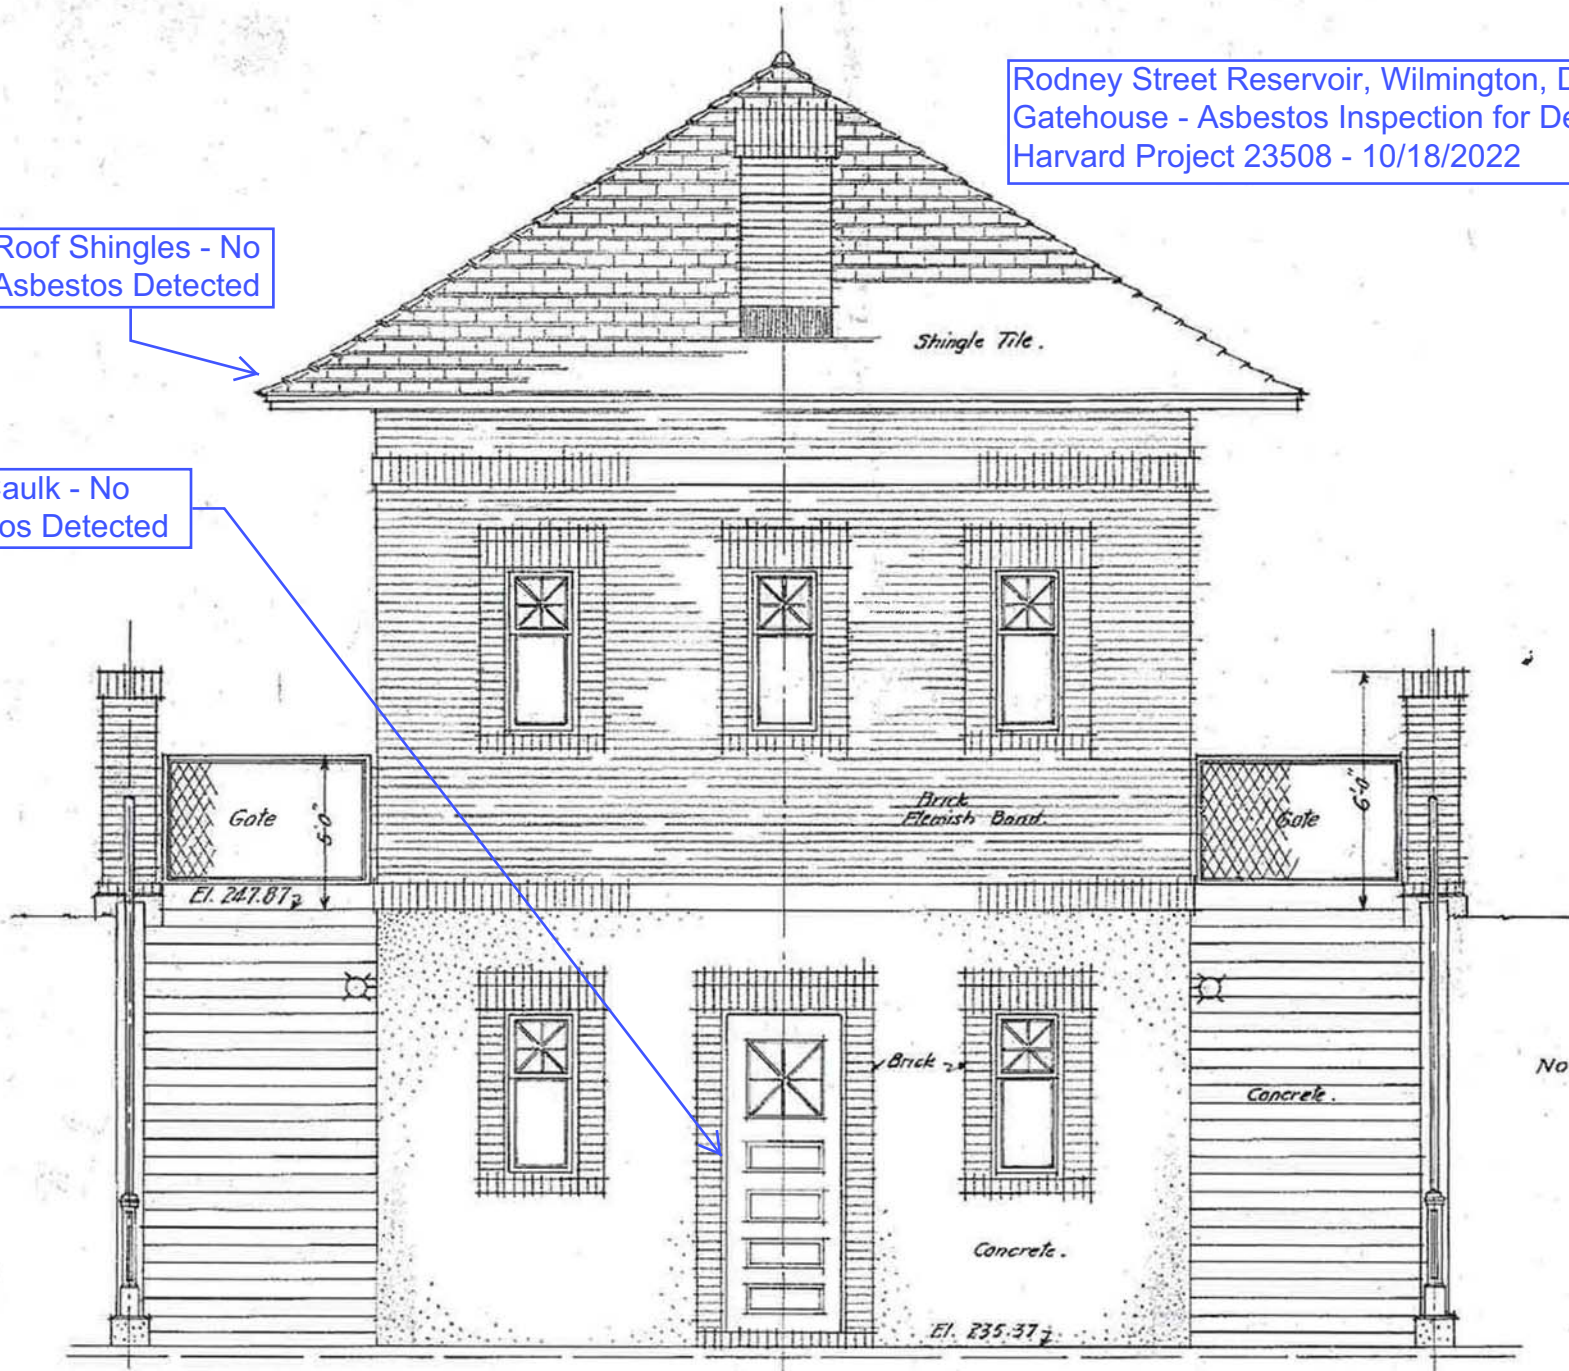 Rodney Street Reservoir, Wilmington, D
Gatehouse - Asbestos Inspection for De
Harvard Project 23508 - 10/18/2022
Roof Shingles - No
Asbestos Detected
Shingle Tile.
aulk - No
os Detected
Gate
5'0"
Brick
Flemish Bond.
Gate
6'0"
El. 247.87
Brick
No
Concrete.
Concrete.
El. 235.37